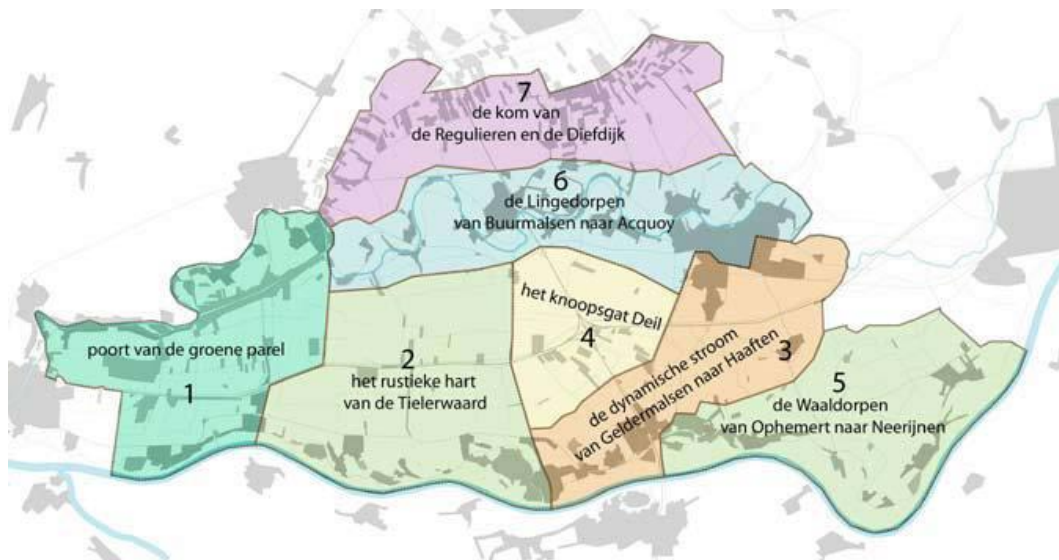 7
de kom van
de Regulieren en de Diefdijk
6
de Lingedorpen
van Buurmalsen naar Acquoy
poort van de groene parel
1
2
het rustieke hart
van de Tielerwaard
het knoopsgat Deil
4
3
de dynamische stroom
van Geldermalsen naar Haaften
5
de Waaldorpen
van Ophemert naar Neerijnen